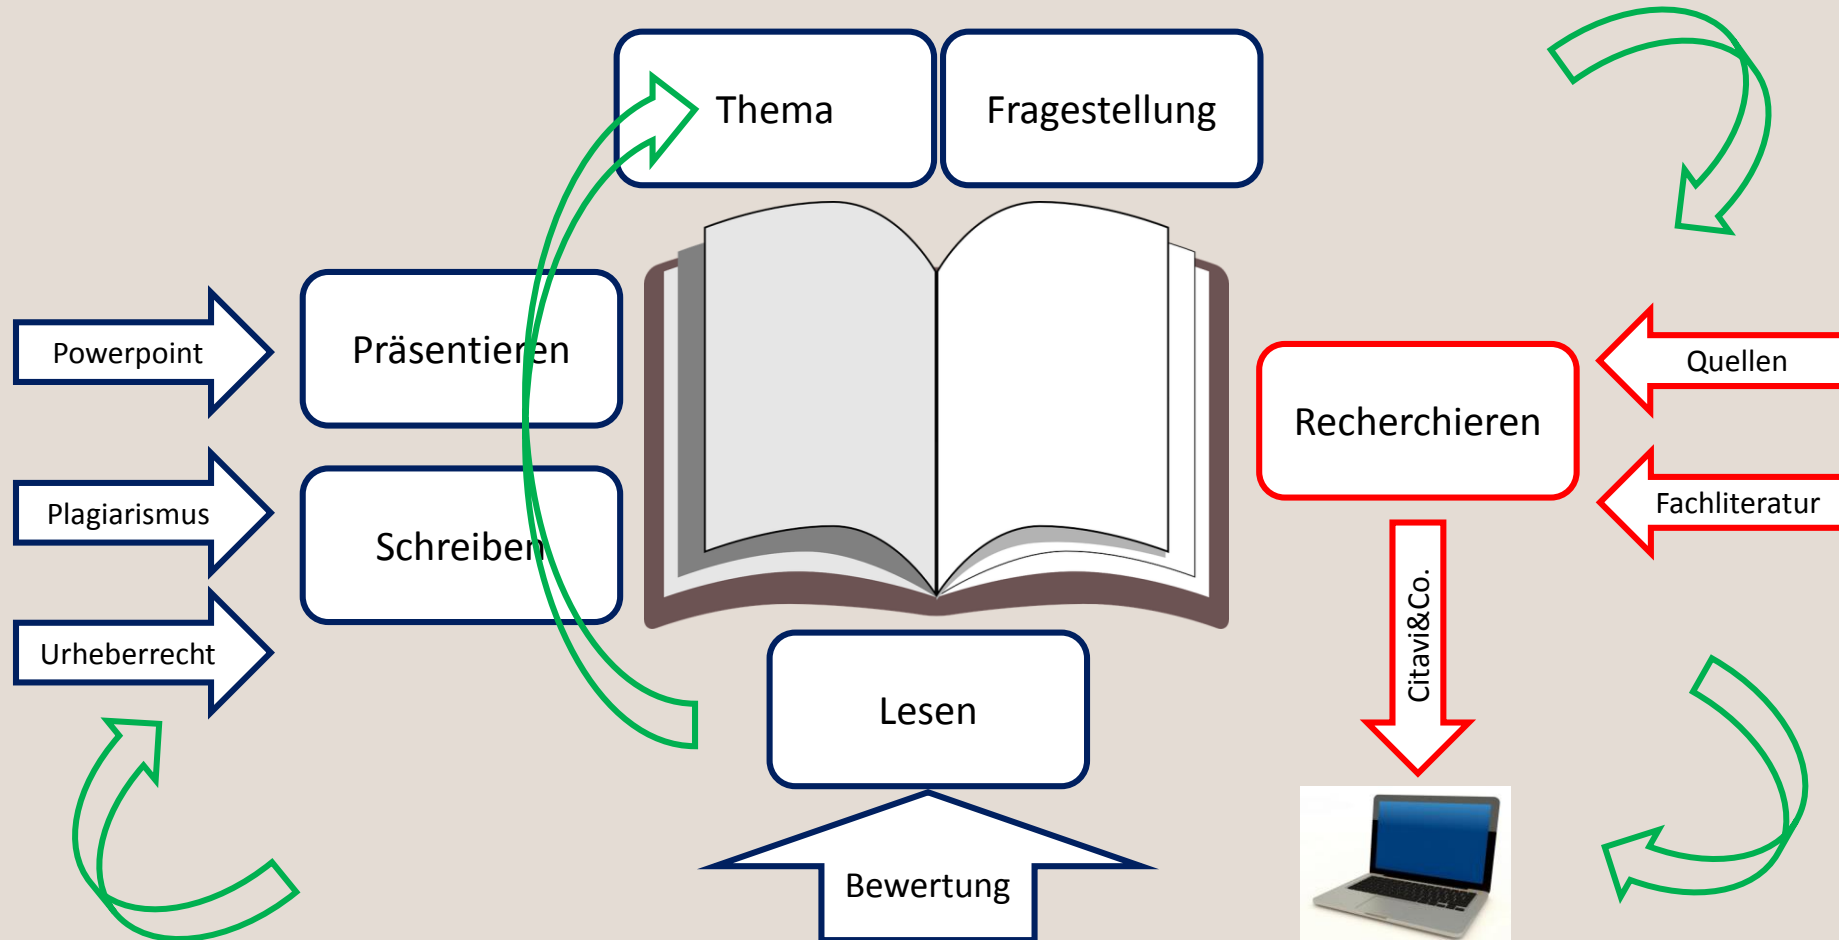 Thema
Fragestellung
Powerpoint
Präsentieren
Quellen
Recherchieren
Plagiarismus
Schreiben
Fachliteratur
Citavi&Co.
Urheberrecht
Lesen
Bewertung